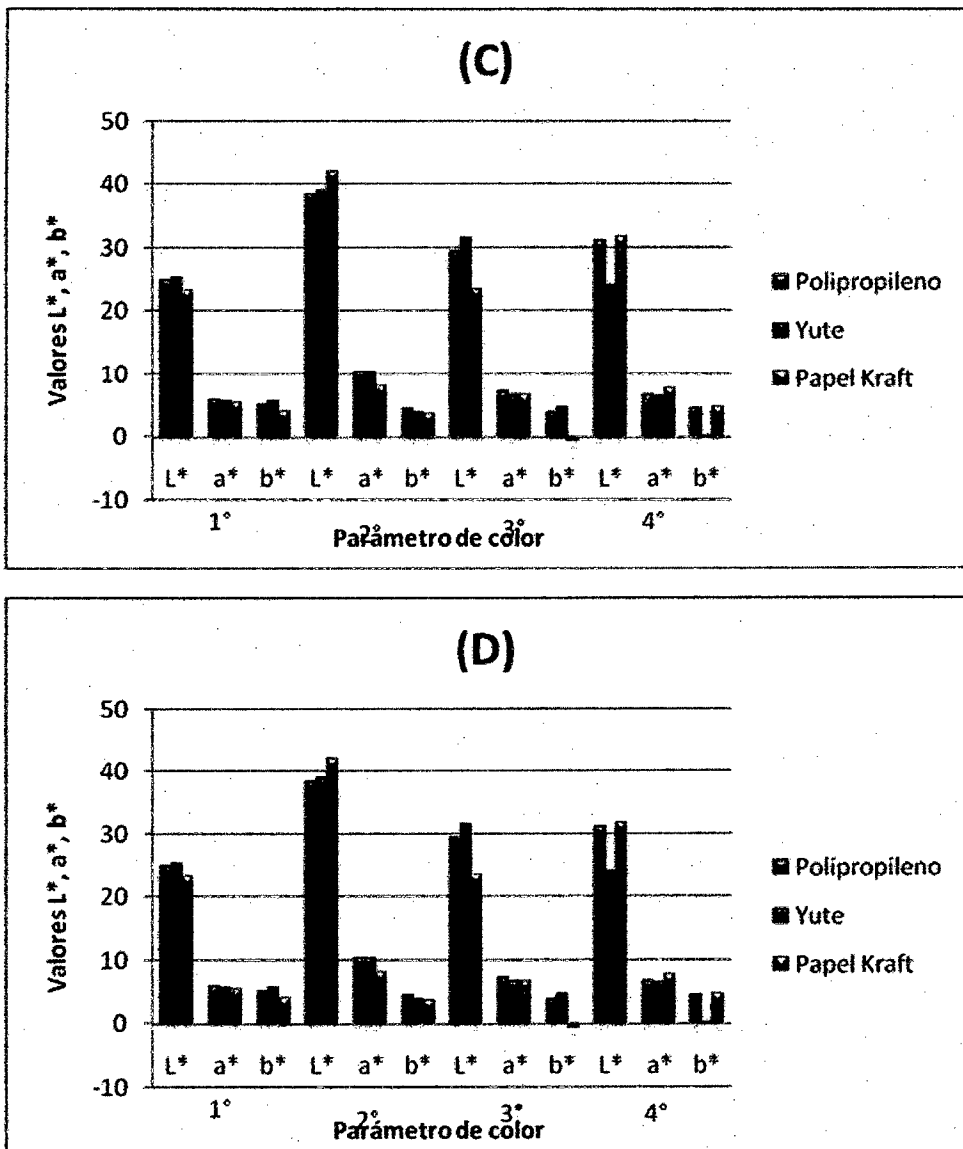 (C)
50
40
30
20
10
0
-10
Valores L*, a*, b*
L* a* b* L* a* b* L* a* b* L* a* b*
1° 2° 3° 4°
Parámetro de color
Polipropileno
Yute
Papel Kraft
(D)
50
40
30
20
10
0
-10
Valores L*, a*, b*
L* a* b* L* a* b* L* a* b* L* a* b*
1° 2° 3° 4°
Parámetro de color
Polipropileno
Yute
Papel Kraft